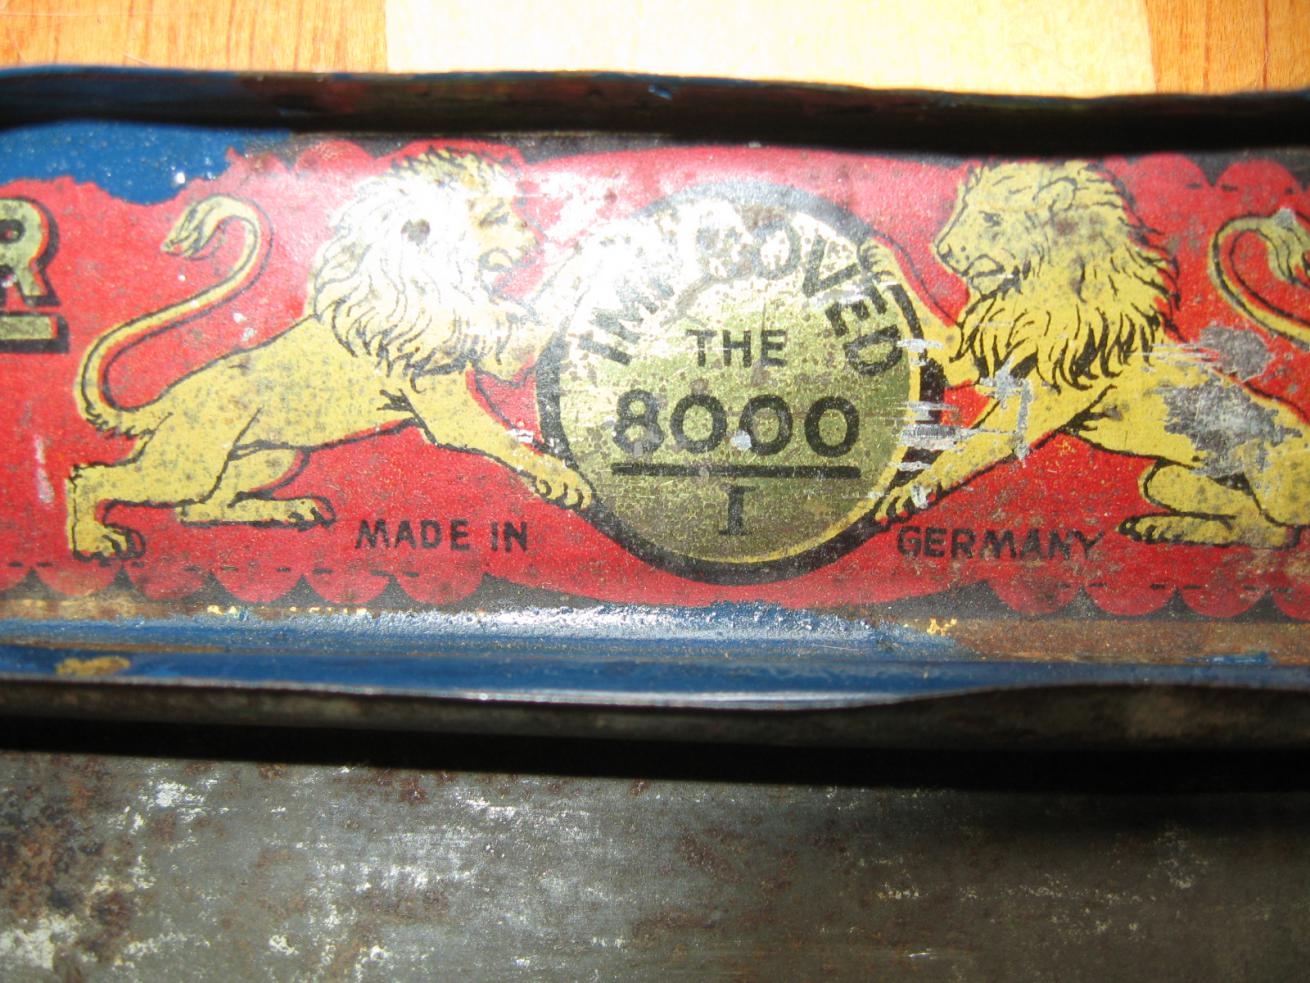 R
IMPROVED
THE
8000
I
MADE IN GERMANY